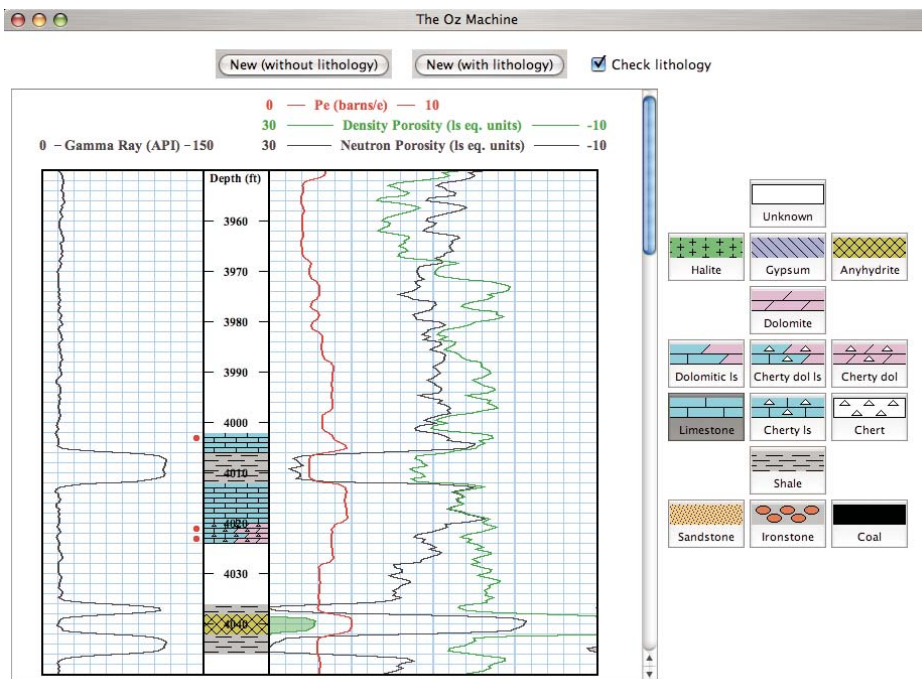 The Oz Machine
New (without lithology) New (with lithology) Check lithology
0 — Pe (barns/e) — 10
30 — Density Porosity (ls eq. units) — -10
0 – Gamma Ray (API) –150 30 — Neutron Porosity (ls eq. units) — -10
Depth (ft)
3960
3970
3980
3990
4000
4010
4020
4030
4040
Unknown
Halite Gypsum Anyhydrite
Dolomite
Dolomitic ls Cherty dol ls Cherty dol
Limestone Cherty ls Chert
Shale
Sandstone Ironstone Coal